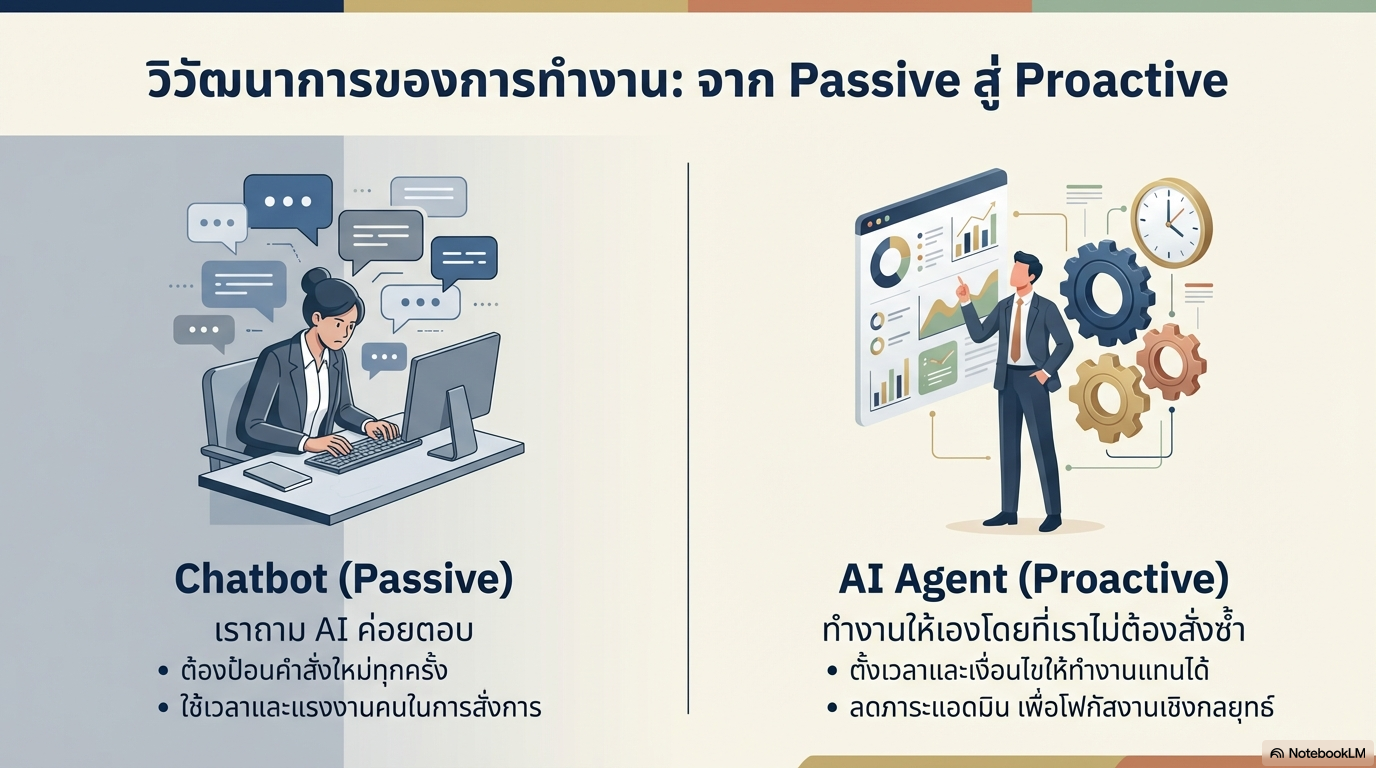 วิวัฒนาการของการทำงาน: จาก Passive สู่ Proactive
Chatbot (Passive)
เราถาม AI ค่อยตอบ
• ต้องป้อนคำสั่งใหม่ทุกครั้ง
• ใช้เวลาและแรงงานคนในการสั่งการ
AI Agent (Proactive)
ทำงานให้เองโดยที่เราไม่ต้องสั่งซ้ำ
• ตั้งเวลาและเงื่อนไขให้ทำงานแทนได้
• ลดภาระแอดมิน เพื่อโฟกัสงานเชิงกลยุทธ์
NotebookLM